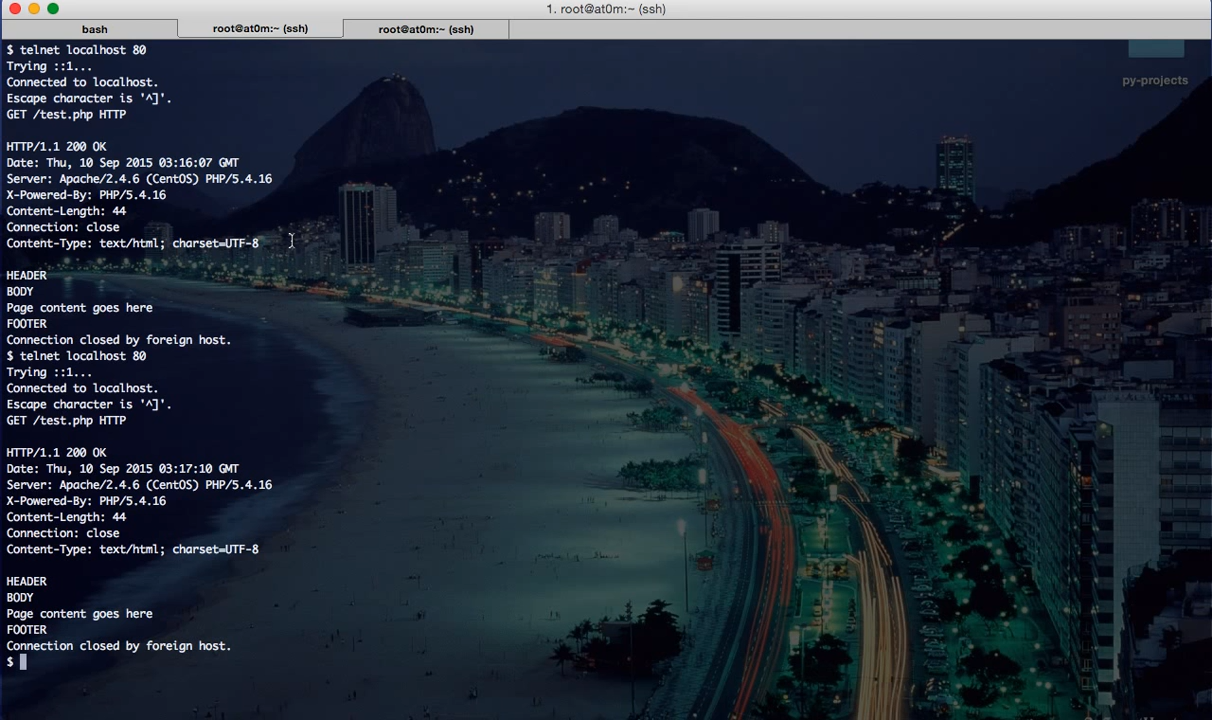 1. root@at0m:~ (ssh)
bash
root@at0m:~ (ssh)
root@at0m:~ (ssh)
py-projects
$ telnet localhost 80
Trying ::1...
Connected to localhost.
Escape character is '^]'.
GET /test.php HTTP
HTTP/1.1 200 OK
Date: Thu, 10 Sep 2015 03:16:07 GMT
Server: Apache/2.4.6 (CentOS) PHP/5.4.16
X-Powered-By: PHP/5.4.16
Content-Length: 44
Connection: close
Content-Type: text/html; charset=UTF-8
HEADER
BODY
Page content goes here
FOOTER
Connection closed by foreign host.
$ telnet localhost 80
Trying ::1...
Connected to localhost.
Escape character is '^]'.
GET /test.php HTTP
HTTP/1.1 200 OK
Date: Thu, 10 Sep 2015 03:17:10 GMT
Server: Apache/2.4.6 (CentOS) PHP/5.4.16
X-Powered-By: PHP/5.4.16
Content-Length: 44
Connection: close
Content-Type: text/html; charset=UTF-8
HEADER
BODY
Page content goes here
FOOTER
Connection closed by foreign host.
$